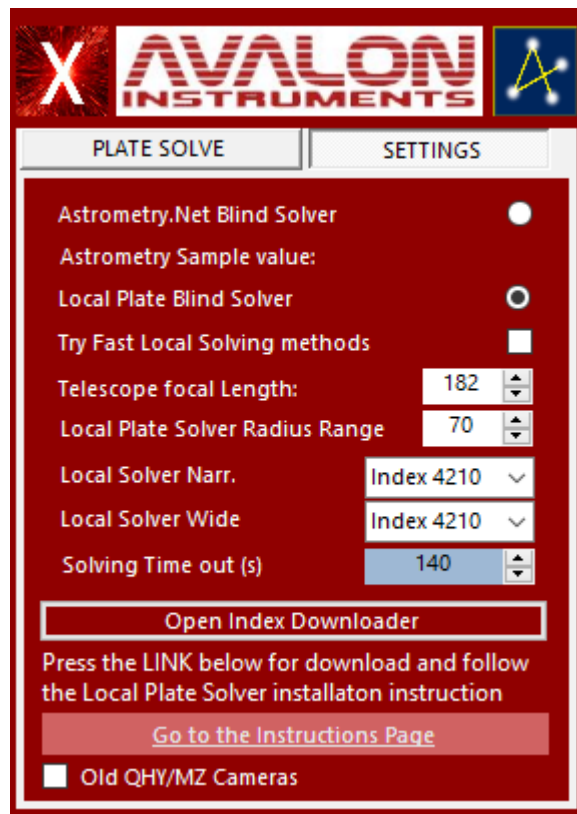 X
AVALON
INSTRUMENTS
PLATE SOLVE
SETTINGS
Astrometry.Net Blind Solver
Astrometry Sample value:
Local Plate Blind Solver
Try Fast Local Solving methods
Telescope focal Length: 182
Local Plate Solver Radius Range 70
Local Solver Narr. Index 4210
Local Solver Wide Index 4210
Solving Time out (s) 140
Open Index Downloader
Press the LINK below for download and follow
the Local Plate Solver installaton instruction
Go to the Instructions Page
Old QHY/MZ Cameras